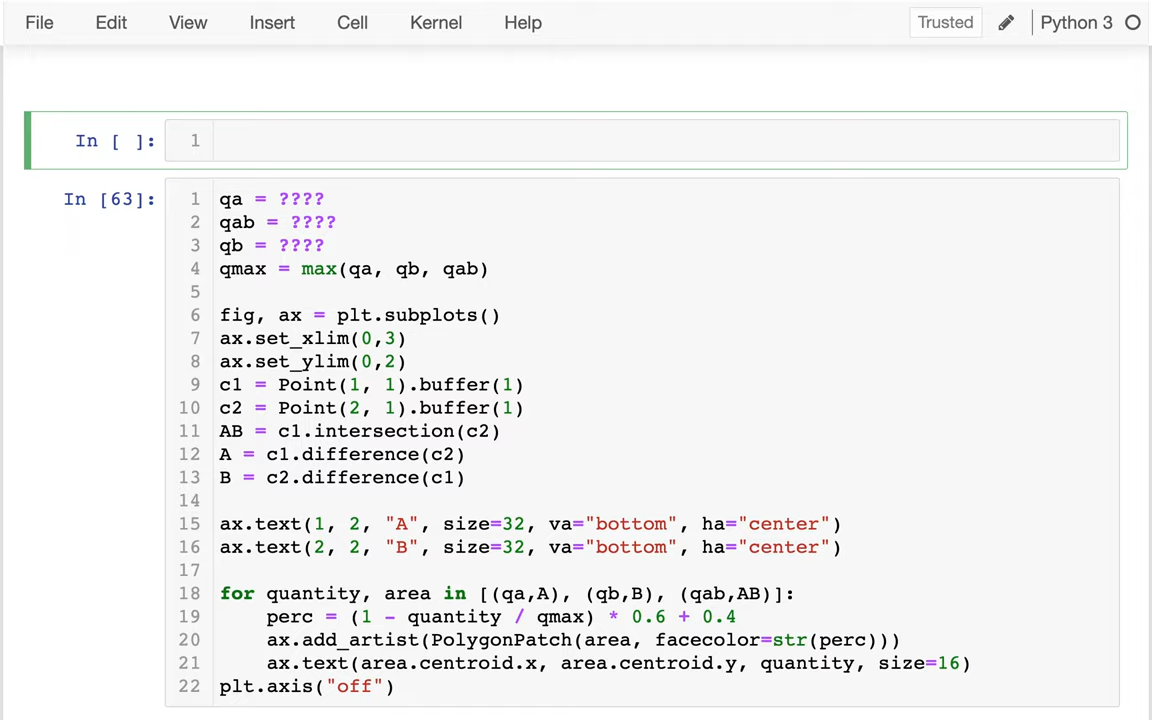 File Edit View Insert Cell Kernel Help Trusted Python 3
In [ ]: 1
In [63]: 1 qa = ????
2 qab = ????
3 qb = ????
4 qmax = max(qa, qb, qab)
5
6 fig, ax = plt.subplots()
7 ax.set_xlim(0,3)
8 ax.set_ylim(0,2)
9 c1 = Point(1, 1).buffer(1)
10 c2 = Point(2, 1).buffer(1)
11 AB = c1.intersection(c2)
12 A = c1.difference(c2)
13 B = c2.difference(c1)
14
15 ax.text(1, 2, "A", size=32, va="bottom", ha="center")
16 ax.text(2, 2, "B", size=32, va="bottom", ha="center")
17
18 for quantity, area in [(qa,A), (qb,B), (qab,AB)]:
19     perc = (1 - quantity / qmax) * 0.6 + 0.4
20     ax.add_artist(PolygonPatch(area, facecolor=str(perc)))
21     ax.text(area.centroid.x, area.centroid.y, quantity, size=16)
22 plt.axis("off")